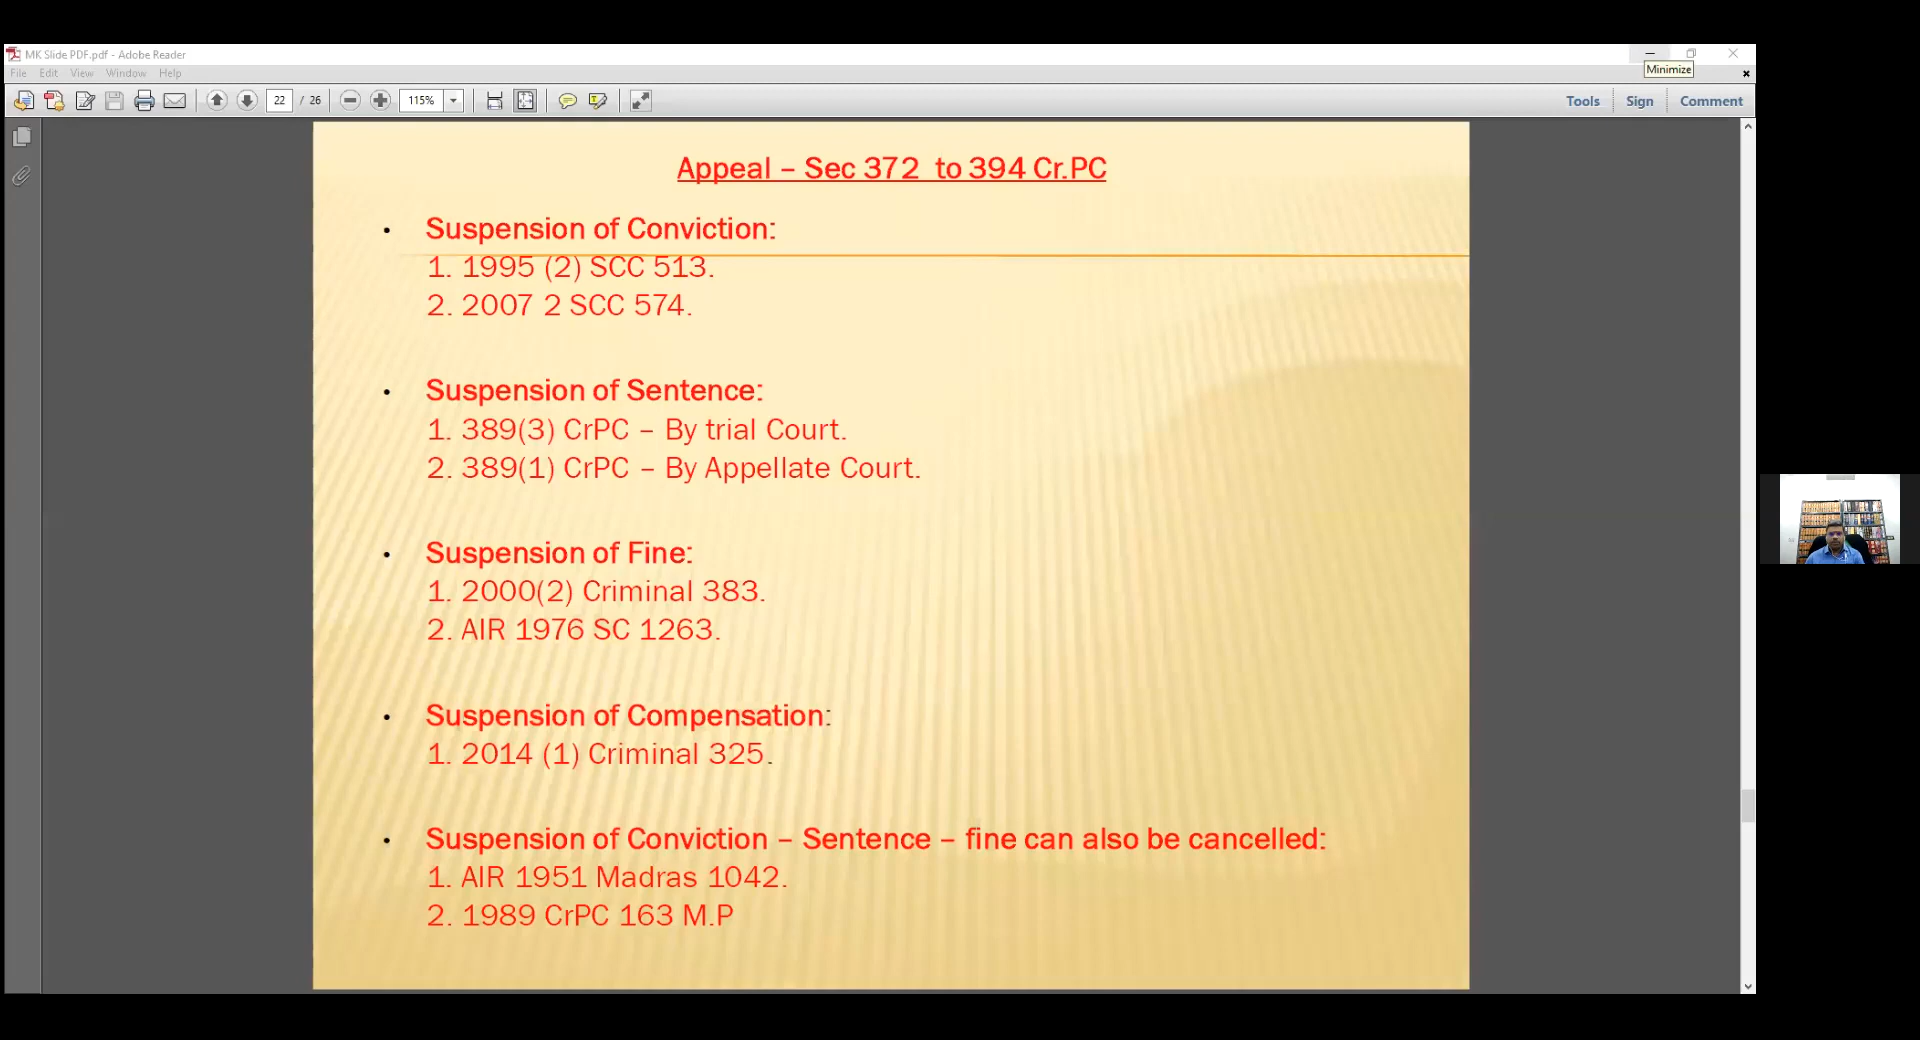 MK Slide PDF.pdf - Adobe Reader
File Edit View Window Help
Minimize
22 / 26 115% Tools Sign Comment
Appeal – Sec 372 to 394 Cr.PC
• Suspension of Conviction:
1. 1995 (2) SCC 513.
2. 2007 2 SCC 574.
• Suspension of Sentence:
1. 389(3) CrPC – By trial Court.
2. 389(1) CrPC – By Appellate Court.
• Suspension of Fine:
1. 2000(2) Criminal 383.
2. AIR 1976 SC 1263.
• Suspension of Compensation:
1. 2014 (1) Criminal 325.
• Suspension of Conviction – Sentence – fine can also be cancelled:
1. AIR 1951 Madras 1042.
2. 1989 CrPC 163 M.P